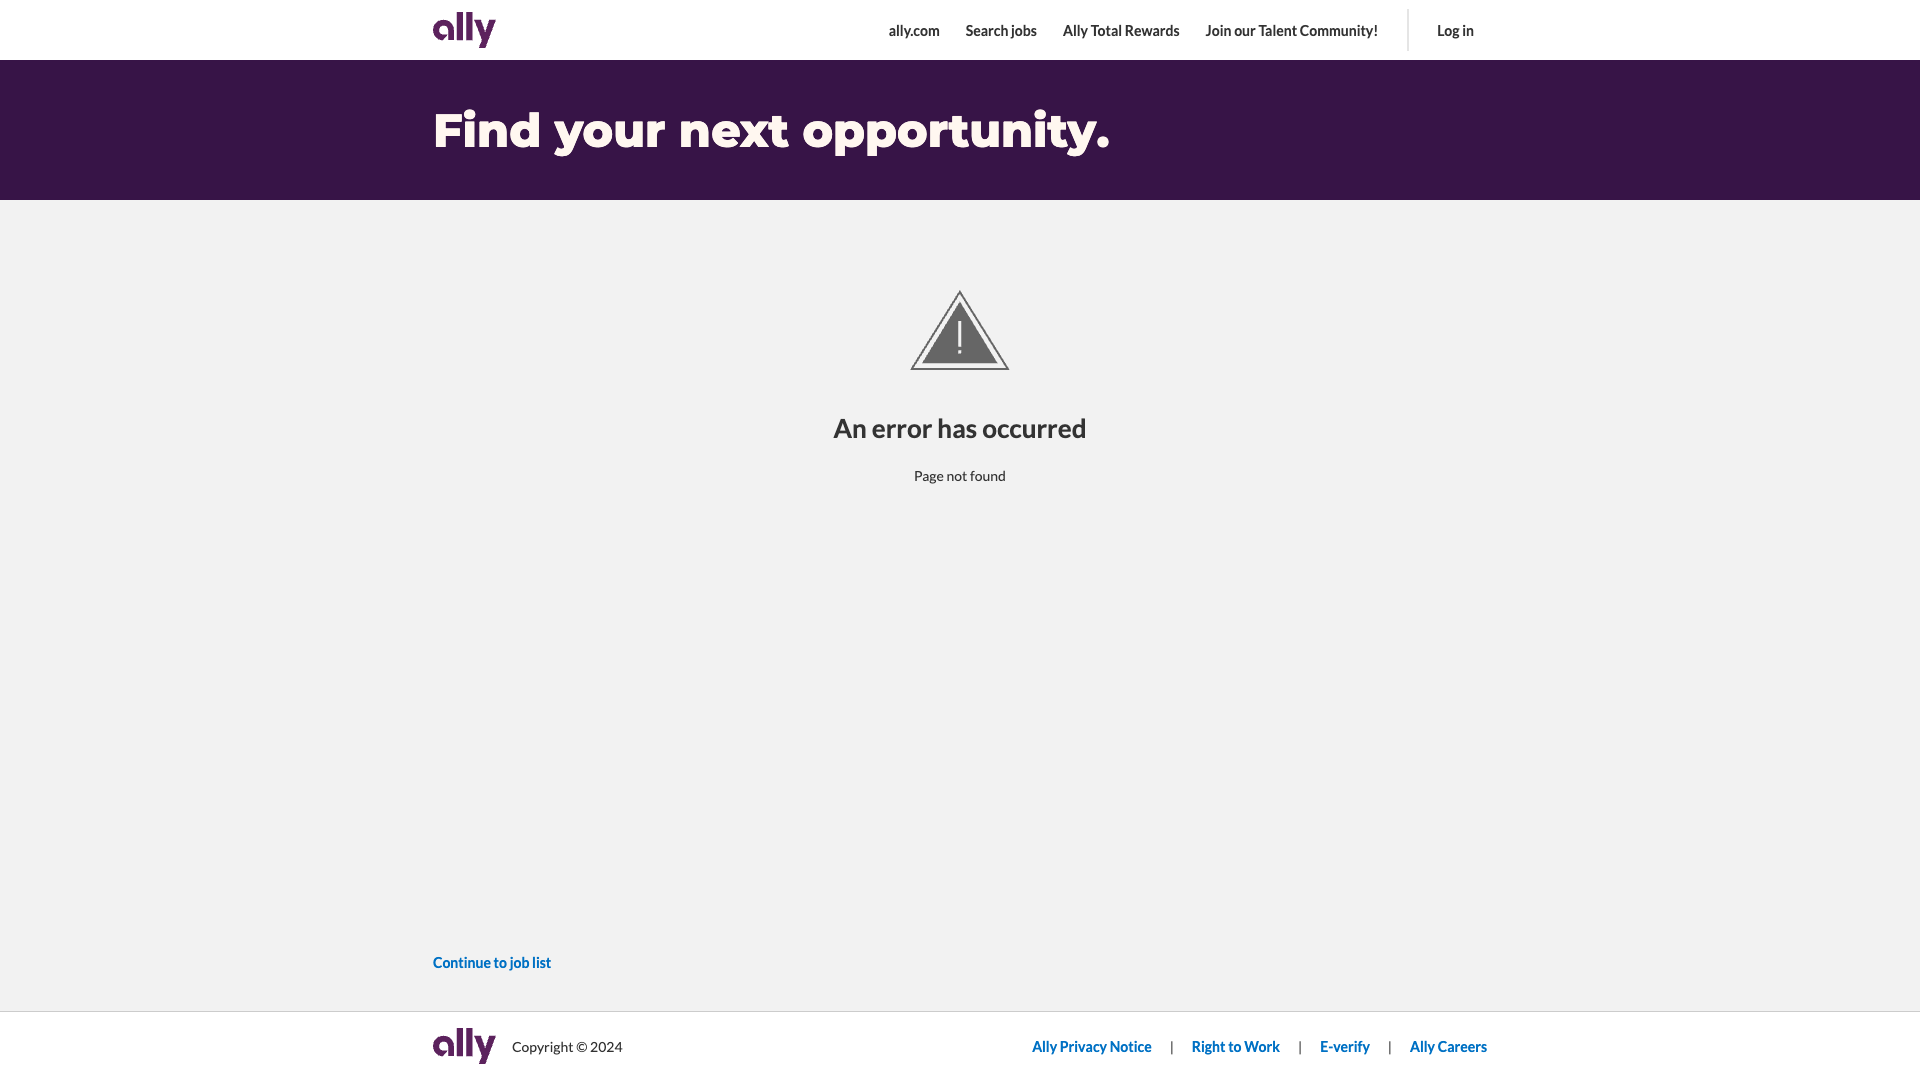 ally
ally.com Search jobs Ally Total Rewards Join our Talent Community! Log in
Find your next opportunity.
An error has occurred
Page not found
Continue to job list
ally Copyright © 2024 Ally Privacy Notice | Right to Work | E-verify | Ally Careers